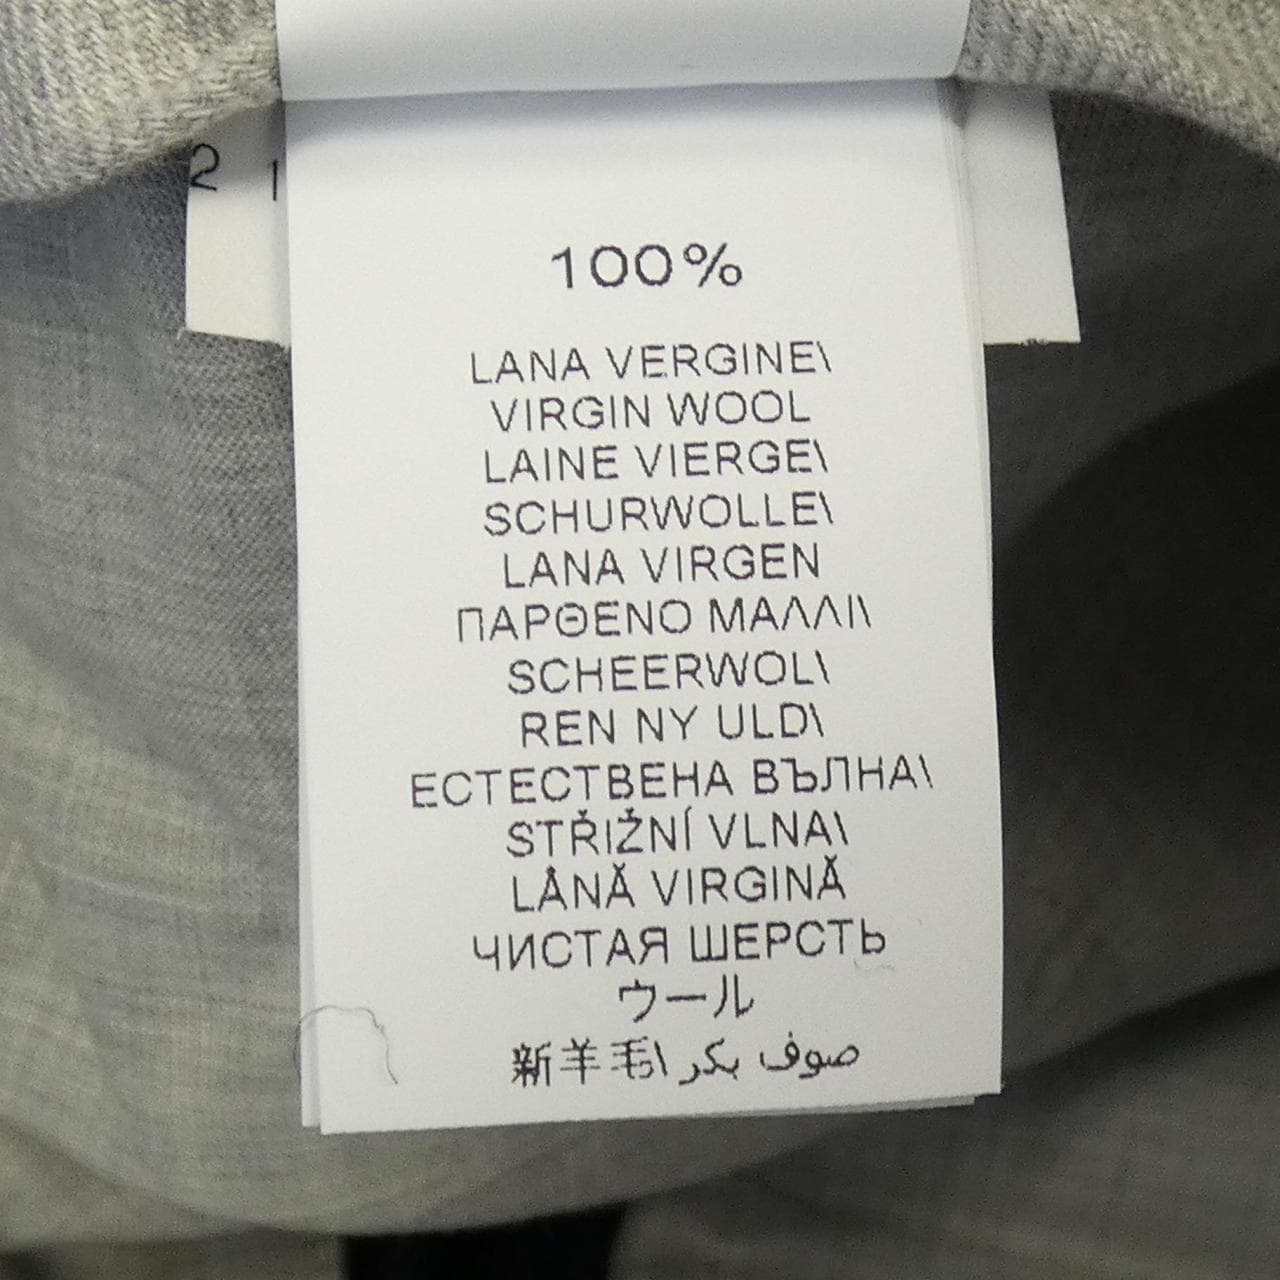 2
100%
LANA VERGINE\
VIRGIN WOOL
LAINE VIERGE\
SCHURWOLLE\
LANA VIRGEN
ΠΑΡΘΕΝΟ ΜΑΛΛΙ\
SCHEERWOL\
REN NY ULD\
ЕСТЕСТВЕНА ВЪЛНА\
STŘIŽNÍ VLNA\
LÂNĂ VIRGINĂ
ЧИСТАЯ ШЕРСТЬ
ウール
新羊毛\صوف بكر